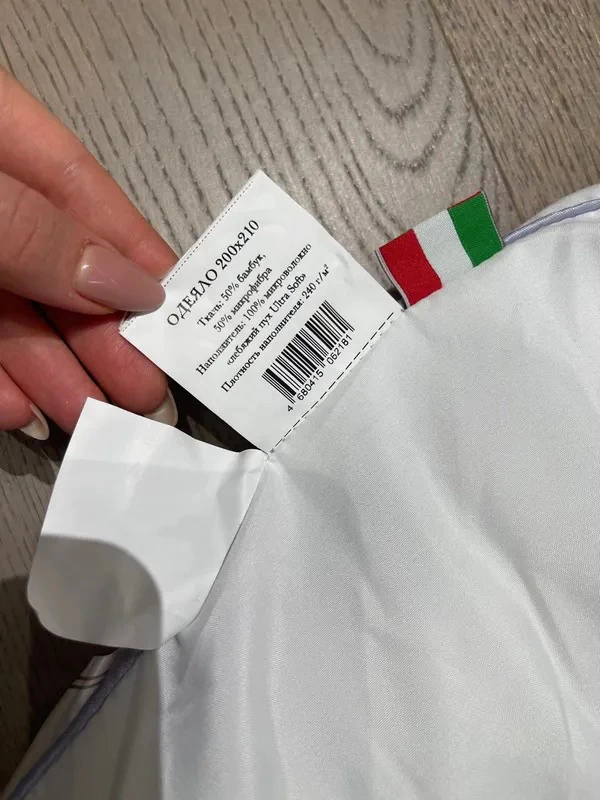 ОДЕЯЛО 200х210
Ткань: 50% бамбук,
50% микрофибра
Наполнитель: 100% микроволокно
«лебяжий пух Ultra Soft»
Плотность наполнителя: 240 г/м²
4 680415 062181